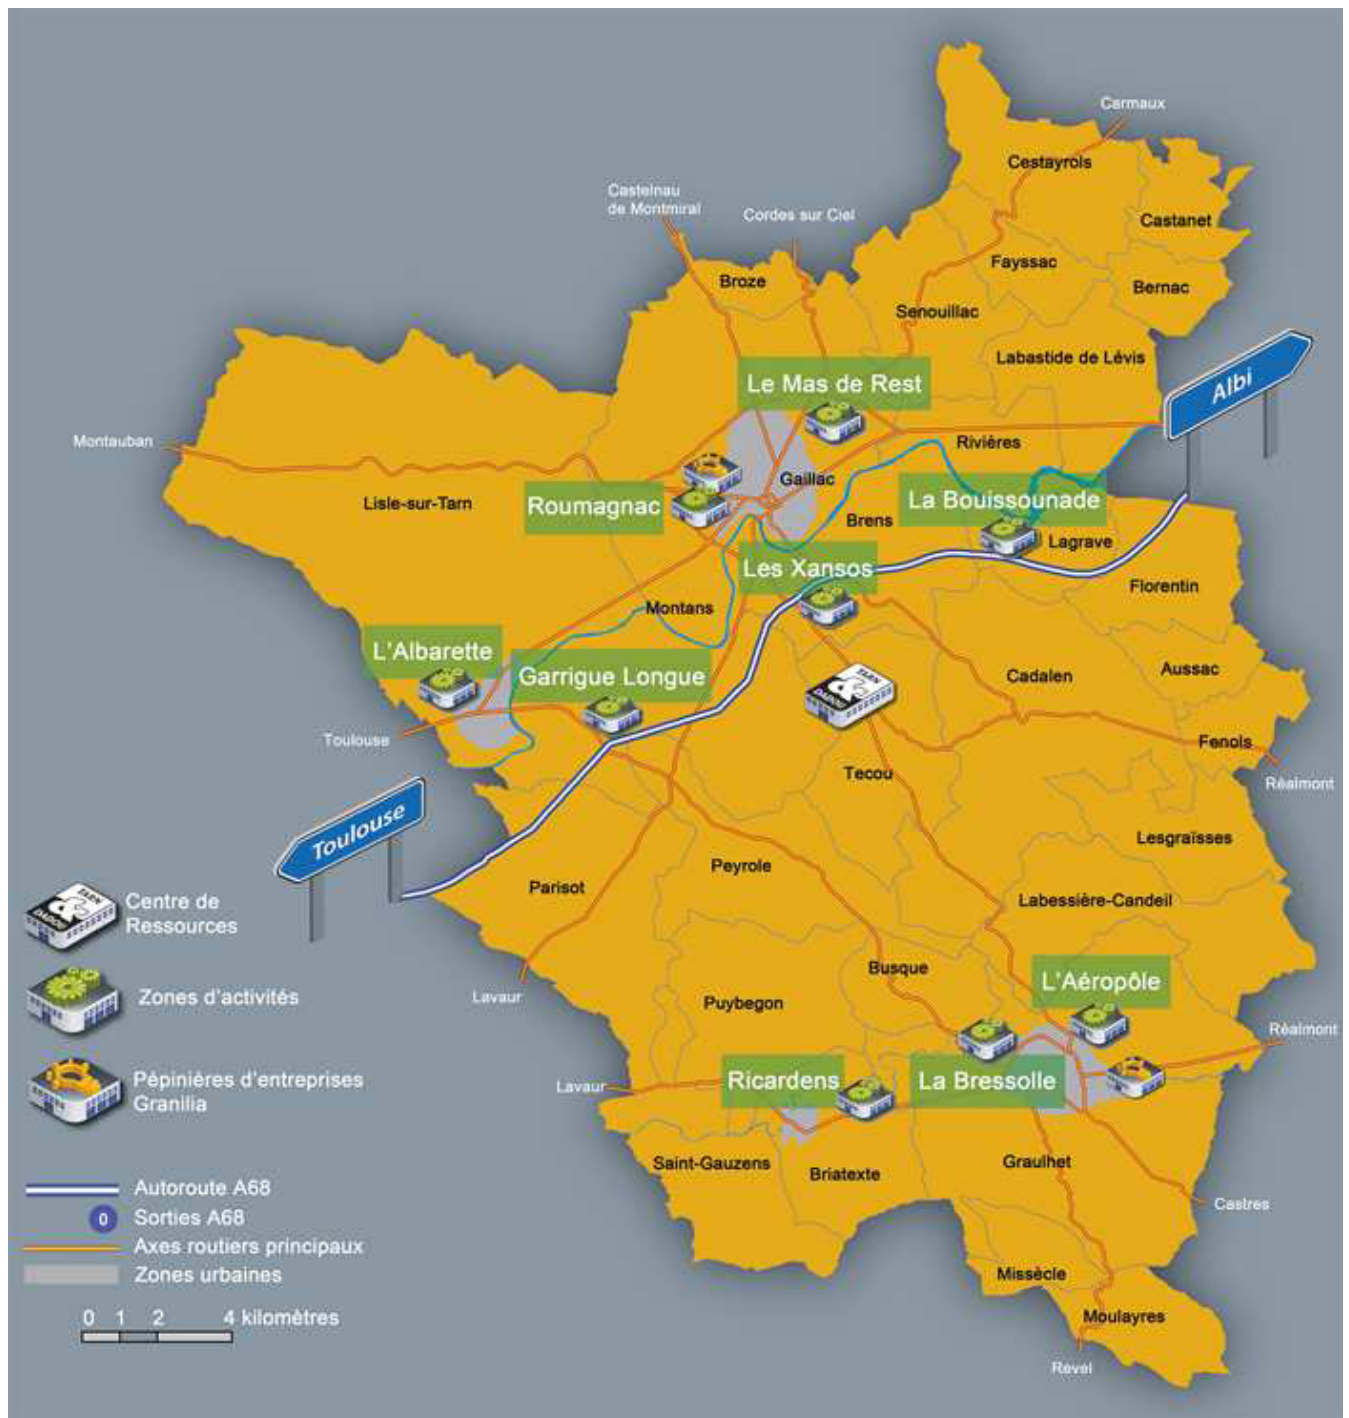 Carmaux
Cestayrols
Castelnau
de Montmiral
Cordes sur Ciel
Castanet
Fayssac
Broze
Bernac
Senouillac
Labastide de Lévis
Le Mas de Rest
Albi
Montauban
Rivières
Gaillac
Lisle-sur-Tarn
Roumagnac
La Bouissounade
Brens
Lagrave
Les Xansos
Florentin
Montans
L'Albarette
Garrigue Longue
Cadalen
Aussac
TARN
&
DADOU
Toulouse
Fenols
Tecou
Réalmont
Toulouse
Lesgraïsses
Peyrole
Parisot
Labessière-Candeil
TARN
&
DADOU
Centre de
Ressources
Busque
L'Aéropôle
Lavaur
Puybegon
Zones d'activités
Réalmont
Pépinières d'entreprises
Granilia
Lavaur
Ricardens
La Bressolle
Saint-Gauzens
Briatexte
Graulhet
Autoroute A68
Castres
0
Sorties A68
Axes routiers principaux
Zones urbaines
Missècle
0 1 2 4 kilomètres
Moulayres
Revel